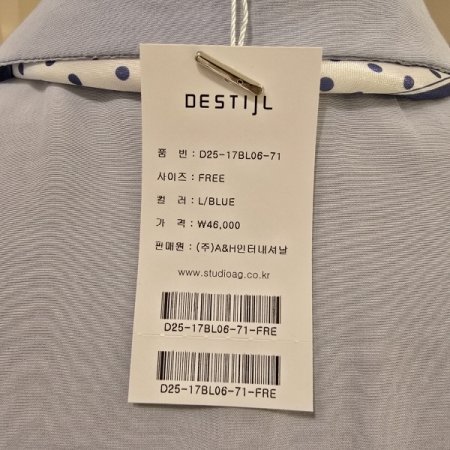 DESTIJL
품 번 : D25-17BL06-71
사이즈 : FREE
컬 러 : L/BLUE
가 격 : ₩46,000
판매원 : (주)A&H인터내셔날
www.studioag.co.kr
D25-17BL06-71-FRE
D25-17BL06-71-FRE